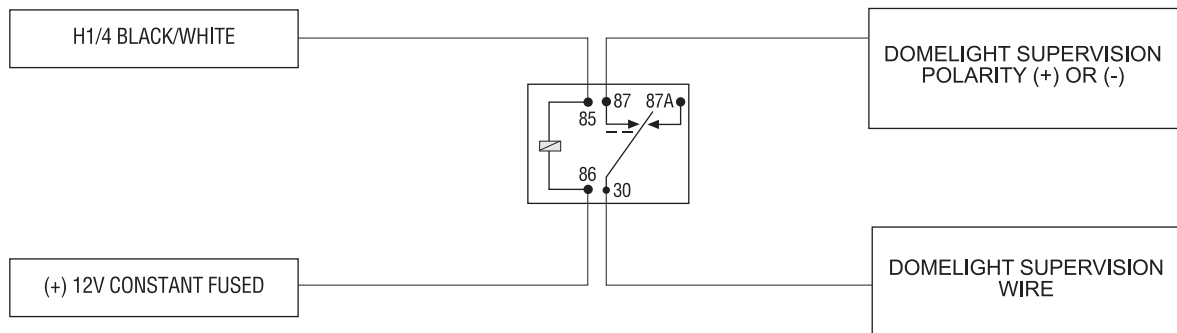 H1/4 BLACK/WHITE
DOMELIGHT SUPERVISION
POLARITY (+) OR (-)
87 87A
85
86
30
(+) 12V CONSTANT FUSED
DOMELIGHT SUPERVISION
WIRE